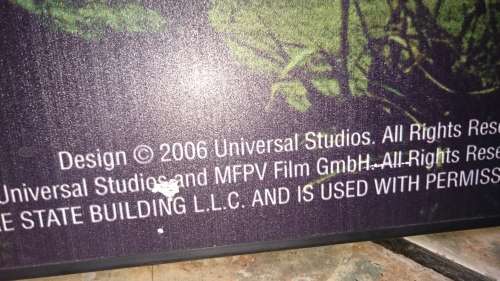 Design © 2006 Universal Studios. All Rights Rese
Universal Studios and MFPV Film GmbH. All Rights Rese
E STATE BUILDING L.L.C. AND IS USED WITH PERMISS